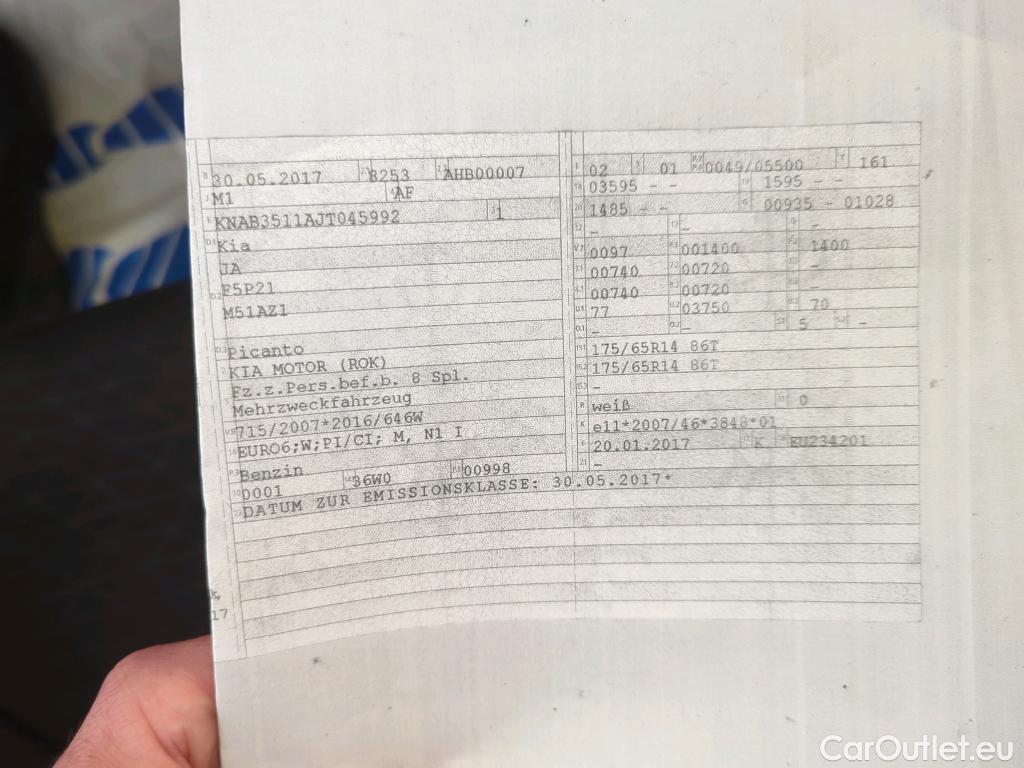 30.05.2017 8253 AHB00007
M1 AF
KNAB3511AJT045992 1
Kia
JA
F5P21
M51AZ1
Picanto
KIA MOTOR (ROK)
Fz.z.Pers.bef.b. 8 Spl.
Mehrzweckfahrzeug
715/2007*2016/646W
EURO6;W;PI/CI; M, N1 I
Benzin
0001 36W0 00998
DATUM ZUR EMISSIONSKLASSE: 30.05.2017*
02 01 0049/05500 161
03595 - - 1595 - -
1485 - - 00935 - 01028
- - -
0097 001400 1400
00740 00720 -
00740 00720 -
77 03750 70
- - 5 -
175/65R14 86T
175/65R14 86T
-
weiß 0
e11*2007/46*3848*01
20.01.2017 K EU234201
-
17
CarOutlet.eu